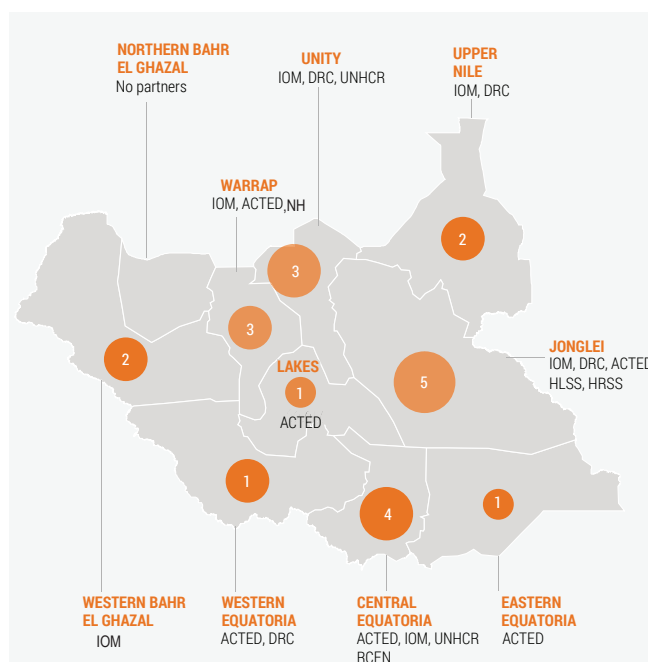 NORTHERN BAHR
EL GHAZAL
No partners
UNITY
IOM, DRC, UNHCR
UPPER
NILE
IOM, DRC
WARRAP
IOM, ACTED,NH
2
3
3
2
LAKES
1
ACTED
5
JONGLEI
IOM, DRC, ACTED
HLSS, HRSS
1
4
1
WESTERN BAHR
EL GHAZAL
IOM
WESTERN
EQUATORIA
ACTED, DRC
CENTRAL
EQUATORIA
ACTED, IOM, UNHCR
RCEN
EASTERN
EQUATORIA
ACTED